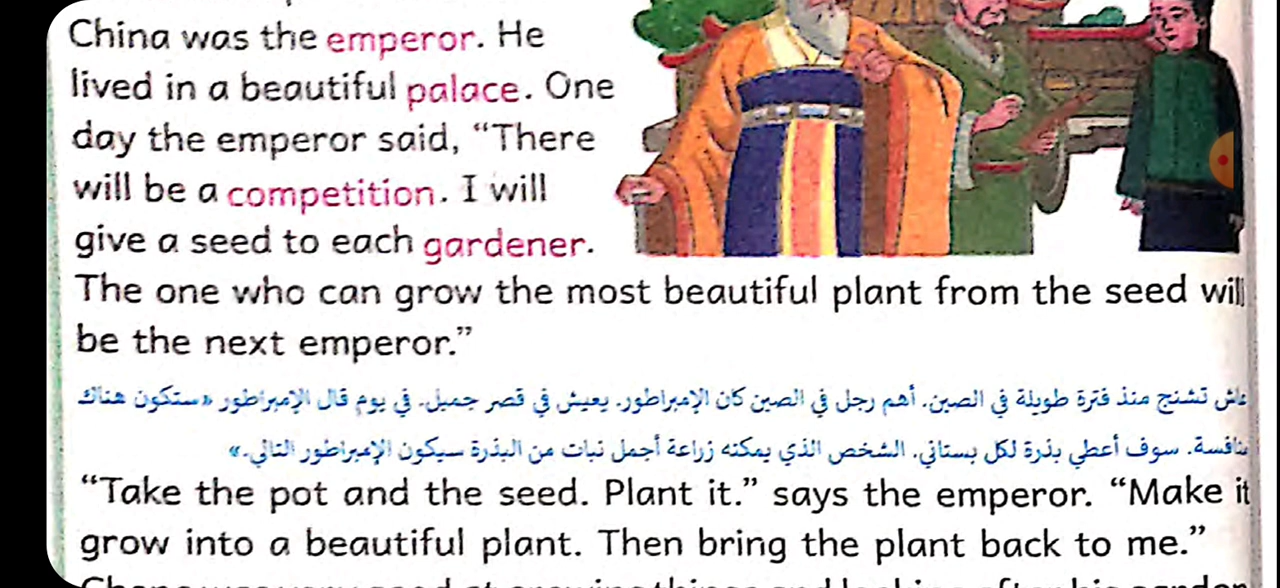 China was the emperor. He
lived in a beautiful palace. One
day the emperor said, “There
will be a competition. I will
give a seed to each gardener.
The one who can grow the most beautiful plant from the seed will
be the next emperor.”
عاش تشنج منذ فترة طويلة في الصين. أهم رجل في الصين كان الإمبراطور. يعيش في قصر جميل. في يوم قال الإمبراطور «ستكون هناك
منافسة. سوف أعطي بذرة لكل بستاني. الشخص الذي يمكنه زراعة أجمل نبات من البذرة سيكون الإمبراطور التالي.»
“Take the pot and the seed. Plant it.” says the emperor. “Make it
grow into a beautiful plant. Then bring the plant back to me.”